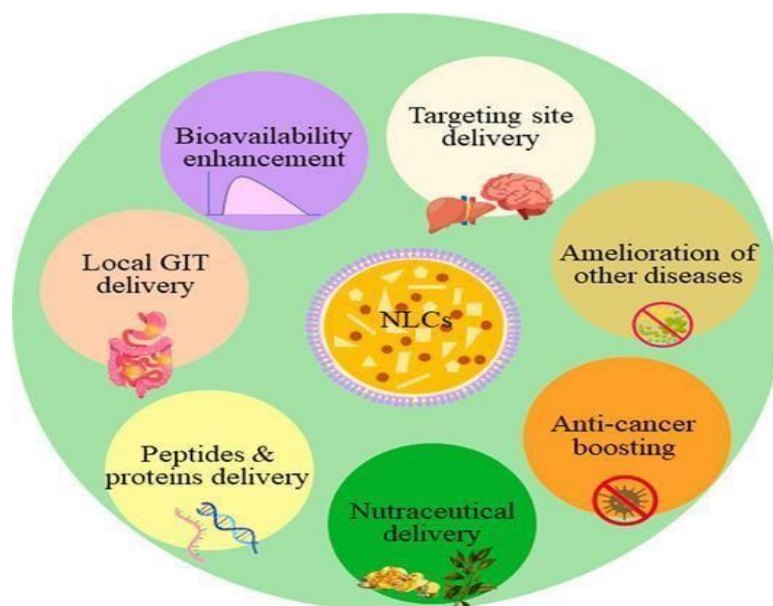 Bioavailability
enhancement
Targeting site
delivery
Local GIT
delivery
NLCs
Amelioration of
other diseases
Peptides &
proteins delivery
Anti-cancer
boosting
Nutraceutical
delivery